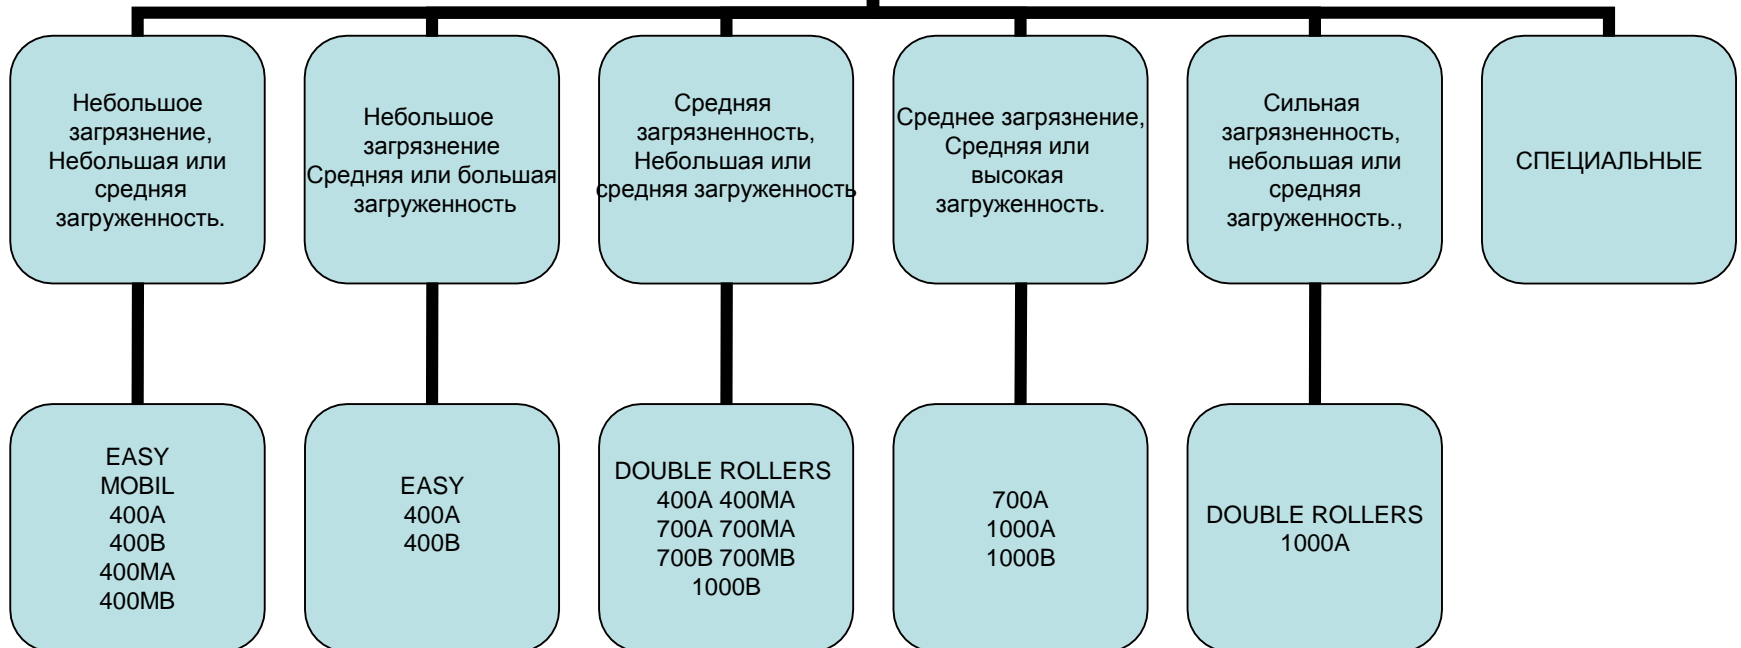 Небольшое
загрязнение,
Небольшая или
средняя
загруженность.
Небольшое
загрязнение
Средняя или большая
загруженность
Средняя
загрязненность,
Небольшая или
средняя загруженность
Среднее загрязнение,
Средняя или
высокая
загруженность.
Сильная
загрязненность,
небольшая или
средняя
загруженность.,
СПЕЦИАЛЬНЫЕ
EASY
MOBIL
400A
400B
400MA
400MB
EASY
400A
400B
DOUBLE ROLLERS
400A 400MA
700A 700MA
700B 700MB
1000B
700A
1000A
1000B
DOUBLE ROLLERS
1000A